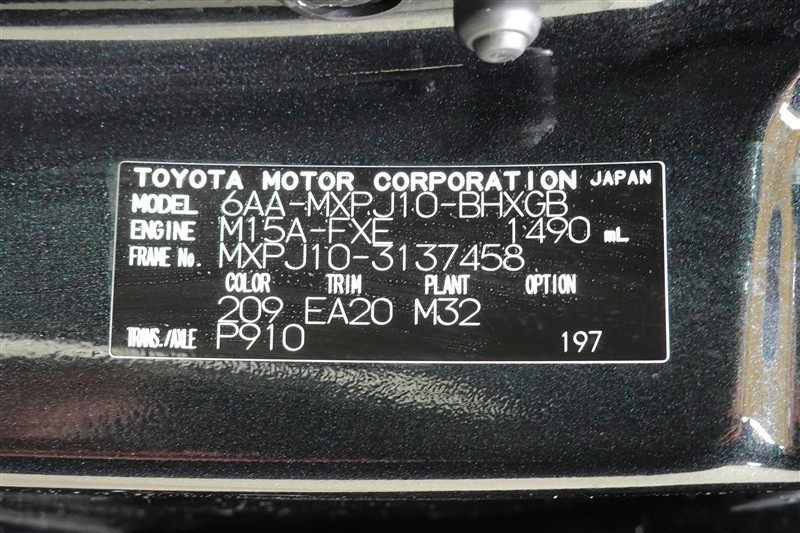 TOYOTA MOTOR CORPORATION JAPAN
MODEL 6AA-MXPJ10-BHXGB
ENGINE M15A-FXE 1490 mL
FRAME No. MXPJ10-3137458
COLOR TRIM PLANT OPTION
209 EA20 M32
TRANS./AXLE P910 197